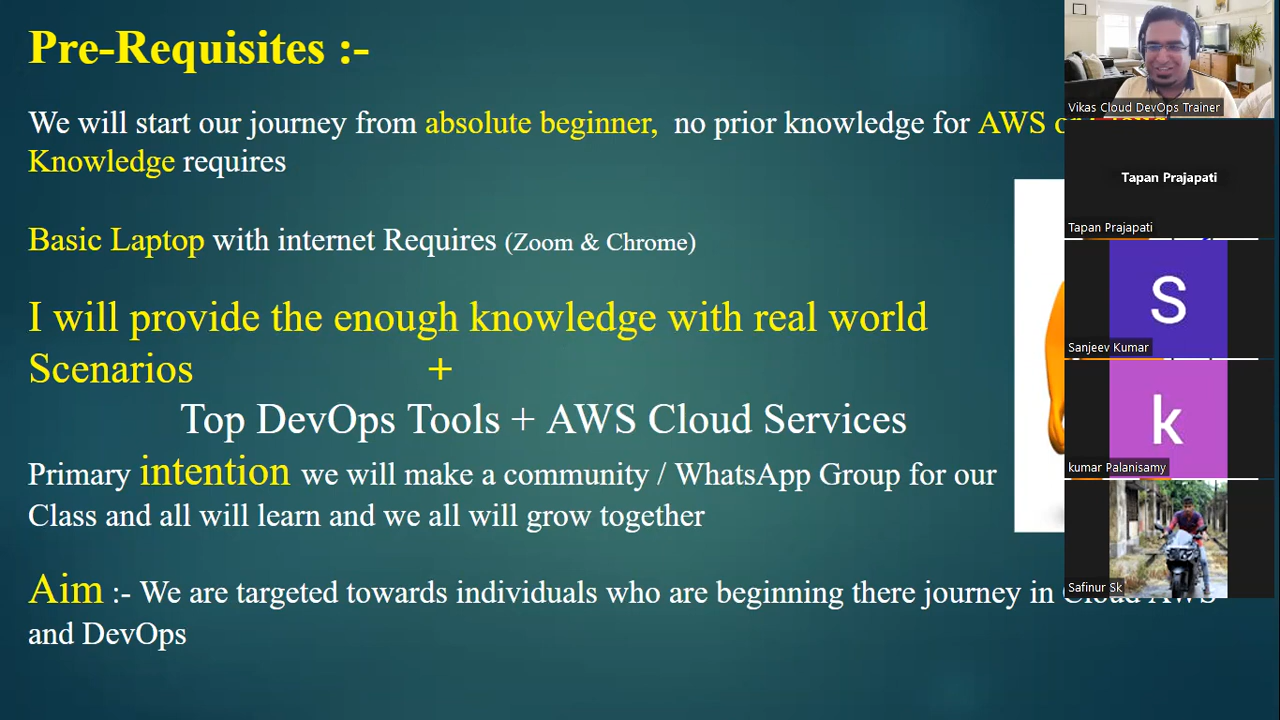 Pre-Requisites :-
We will start our journey from absolute beginner, no prior knowledge for AWS
Knowledge requires
Basic Laptop with internet Requires (Zoom & Chrome)
I will provide the enough knowledge with real world
Scenarios +
Top DevOps Tools + AWS Cloud Services
Primary intention we will make a community / WhatsApp Group for our
Class and all will learn and we all will grow together
Aim :- We are targeted towards individuals who are beginning there journey in Cloud AWS
and DevOps
Vikas Cloud DevOps Trainer
Tapan Prajapati
Tapan Prajapati
S
Sanjeev Kumar
k
kumar Palanisamy
Safinur Sk